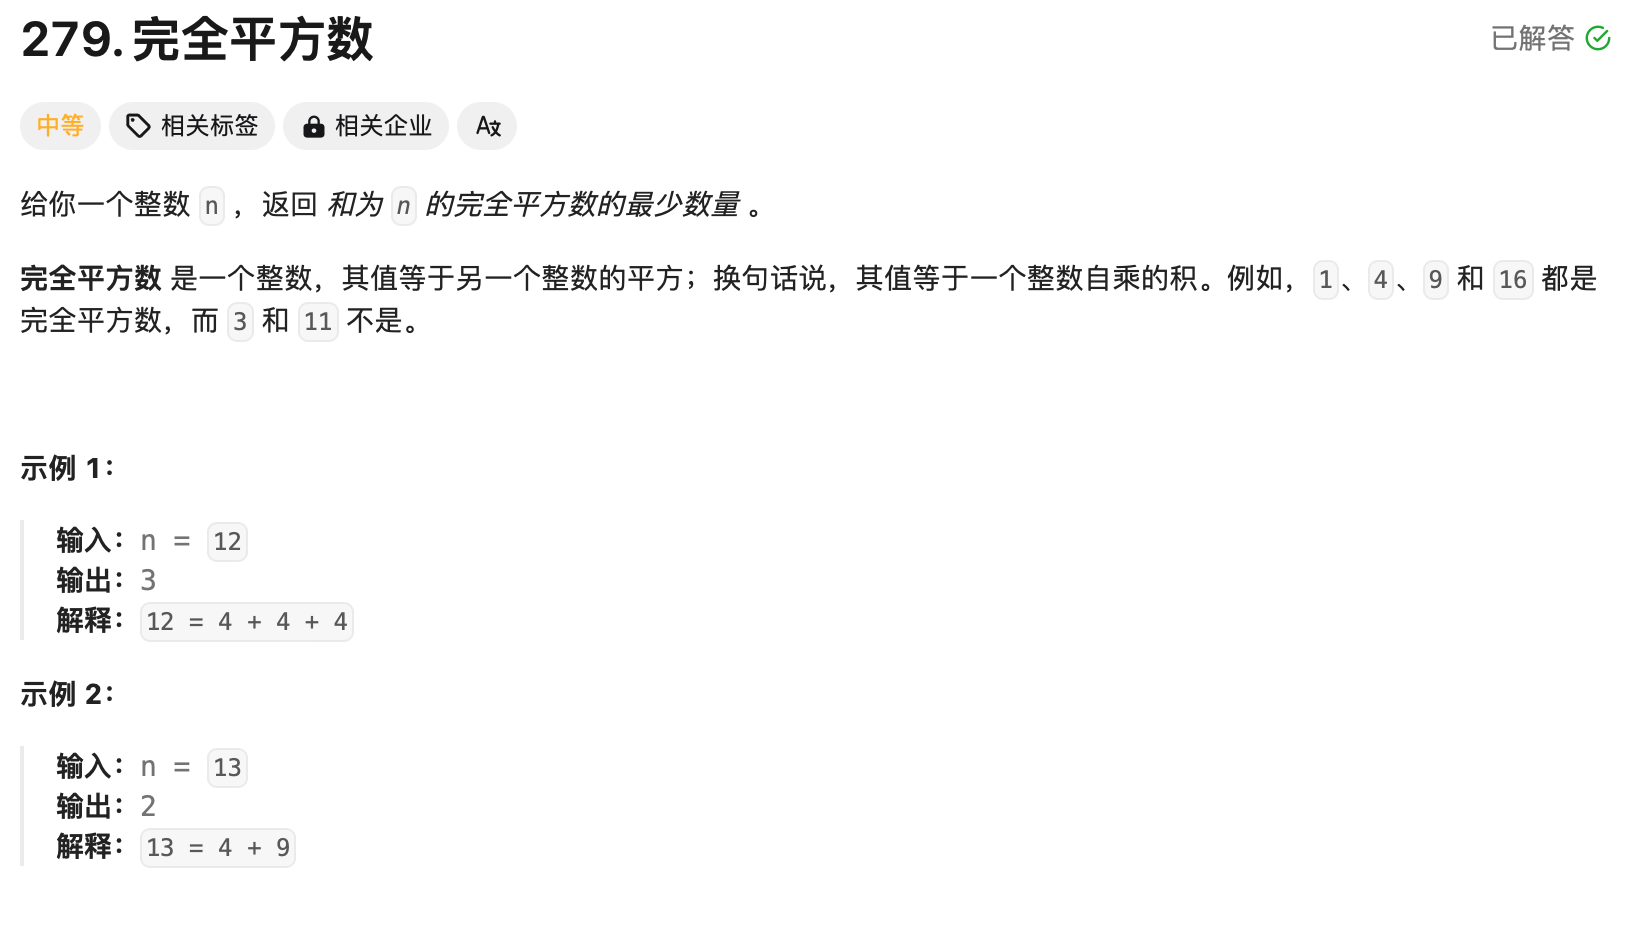 279. 完全平方数
已解答
中等 相关标签 相关企业 A文
给你一个整数 n ，返回 和为 n 的完全平方数的最少数量 。
完全平方数 是一个整数，其值等于另一个整数的平方；换句话说，其值等于一个整数自乘的积。例如，1、4、9 和 16 都是
完全平方数，而 3 和 11 不是。
示例 1：
输入：n = 12
输出：3
解释：12 = 4 + 4 + 4
示例 2：
输入：n = 13
输出：2
解释：13 = 4 + 9